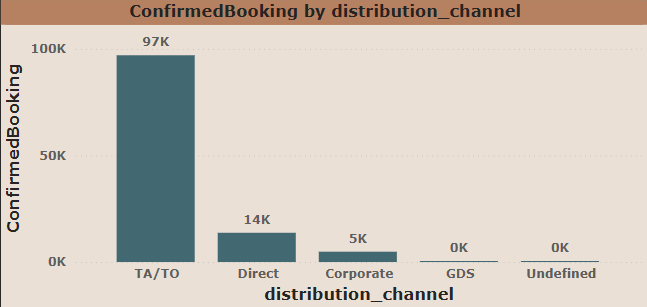 ConfirmedBooking by distribution_channel
ConfirmedBooking
100K
50K
0K
97K
14K
5K
0K
0K
TA/TO
Direct
Corporate
GDS
Undefined
distribution_channel